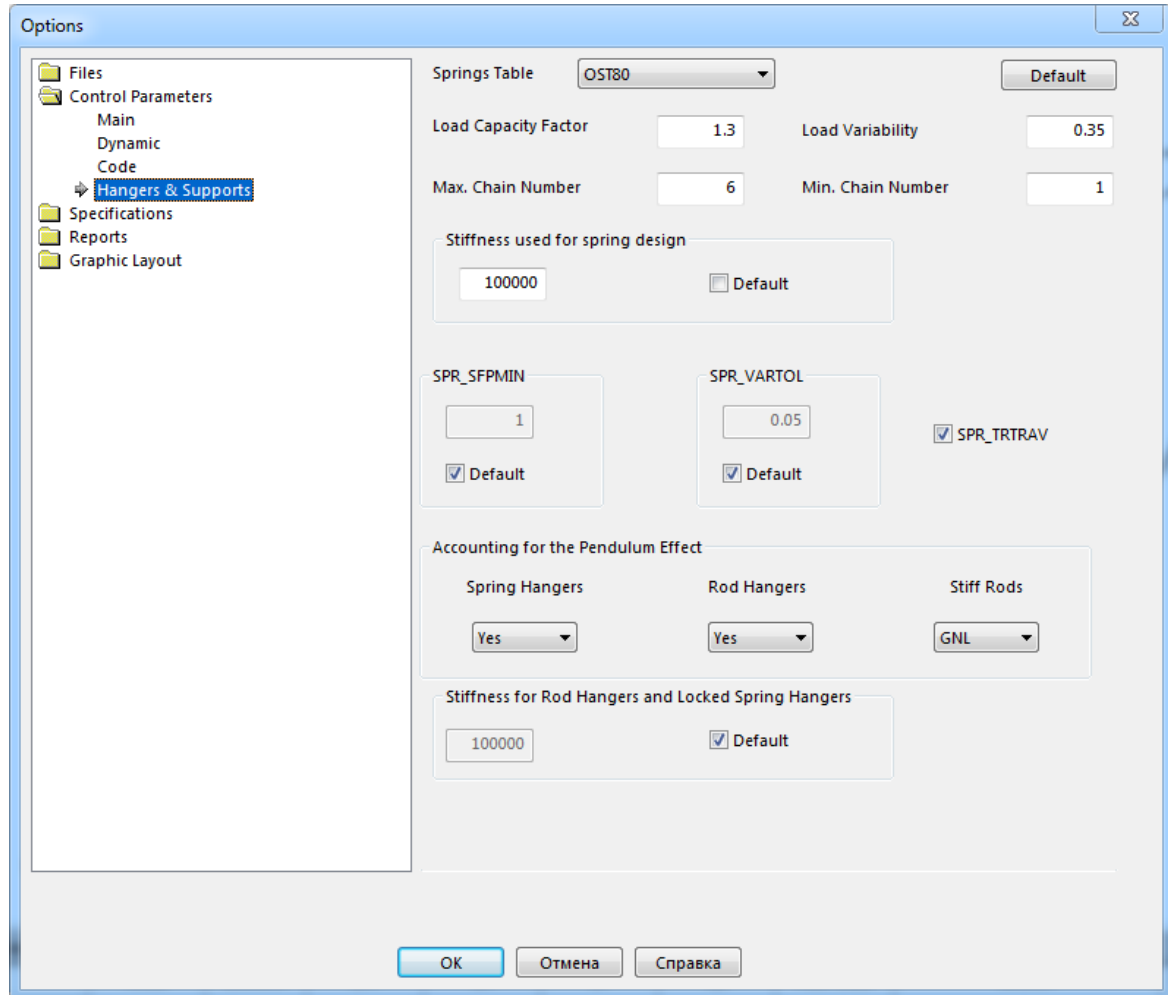 Options
Files
Control Parameters
Main
Dynamic
Code
Hangers & Supports
Specifications
Reports
Graphic Layout
Springs Table OST80 Default
Load Capacity Factor 1.3 Load Variability 0.35
Max. Chain Number 6 Min. Chain Number 1
Stiffness used for spring design
100000 Default
SPR_SFPMIN SPR_VARTOL
1 0.05
SPR_TRTRAV
Default Default
Accounting for the Pendulum Effect
Spring Hangers Rod Hangers Stiff Rods
Yes Yes GNL
Stiffness for Rod Hangers and Locked Spring Hangers
100000 Default
OK Отмена Справка